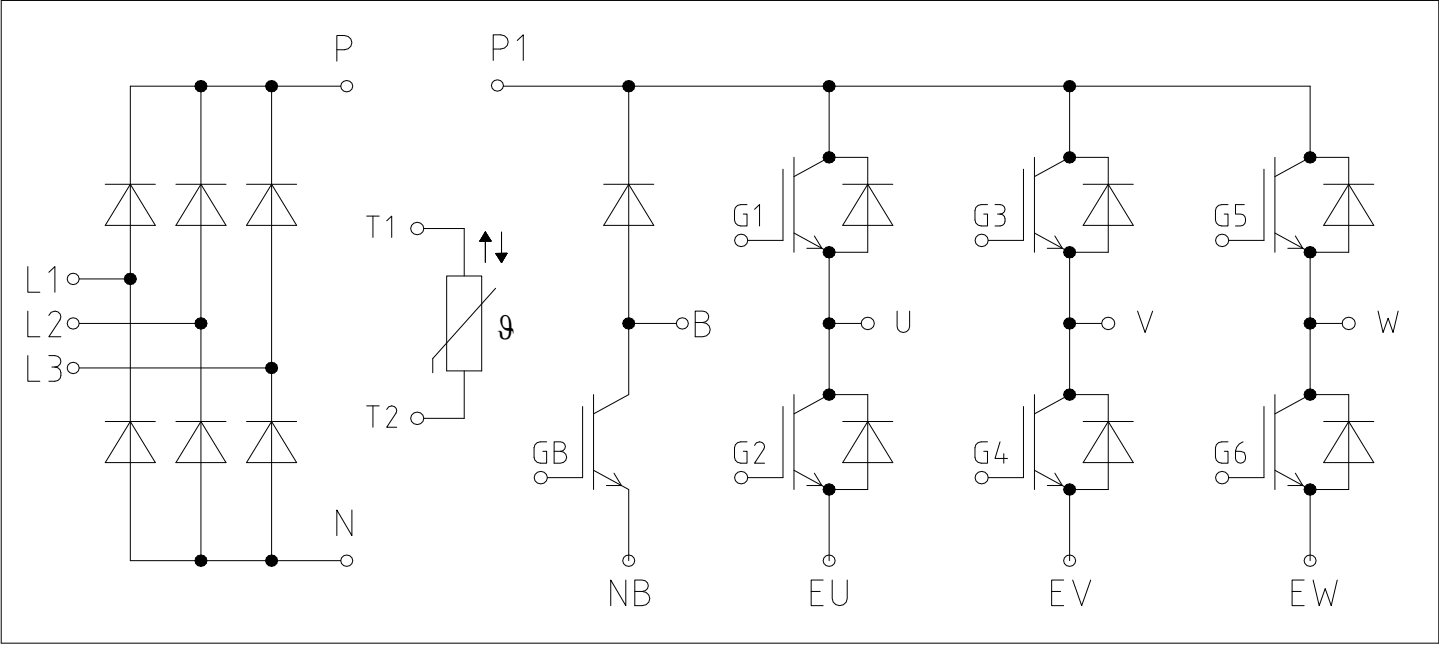 P P1
T1 G1 G3 G5
L1
L2 ϑ B U V W
L3
T2
GB G2 G4 G6
N
NB EU EV EW